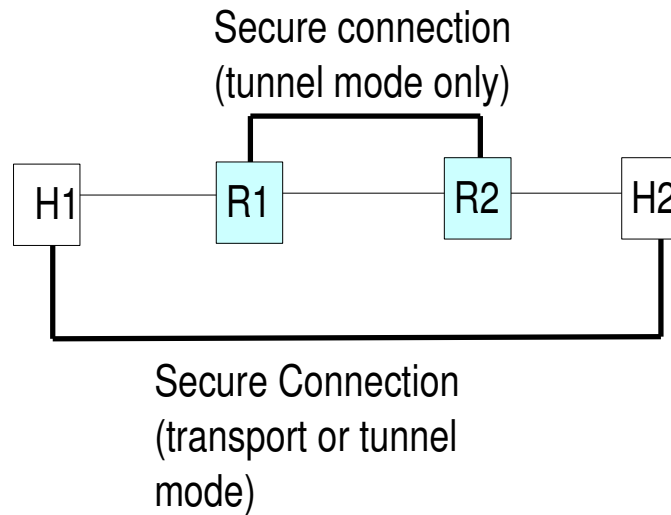 Secure connection
(tunnel mode only)
H1
R1
R2
H2
Secure Connection
(transport or tunnel
mode)